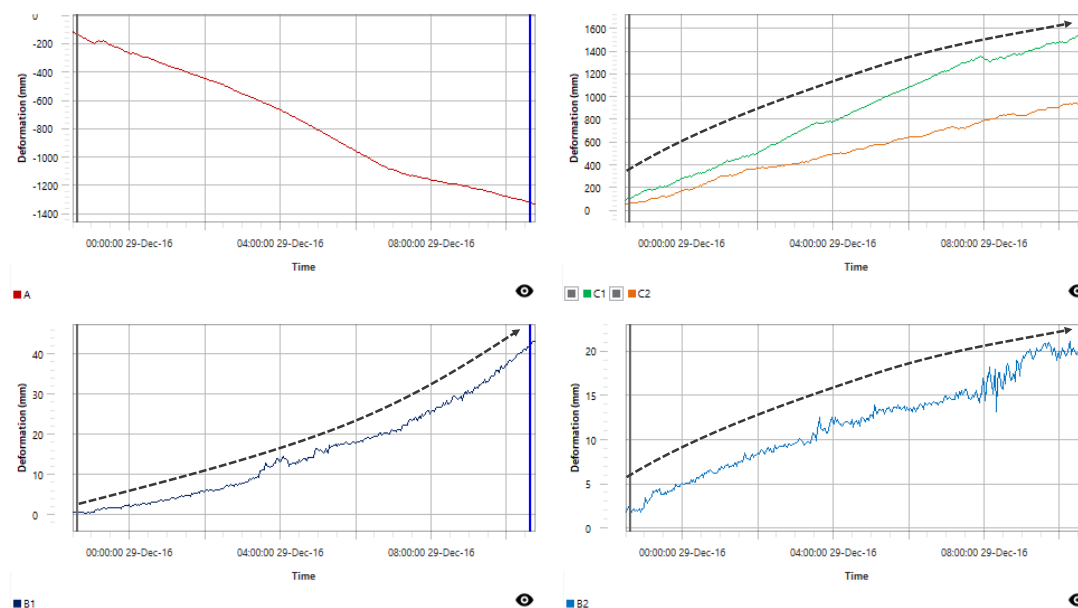 0
-200
-400
-600
-800
-1000
-1200
-1400
Deformation (mm)
00:00:00 29-Dec-16 04:00:00 29-Dec-16 08:00:00 29-Dec-16
Time
A
1600
1400
1200
1000
800
600
400
200
0
Deformation (mm)
00:00:00 29-Dec-16 04:00:00 29-Dec-16 08:00:00 29-Dec-16
Time
C1 C2
40
30
20
10
0
Deformation (mm)
00:00:00 29-Dec-16 04:00:00 29-Dec-16 08:00:00 29-Dec-16
Time
B1
20
15
10
5
0
Deformation (mm)
00:00:00 29-Dec-16 04:00:00 29-Dec-16 08:00:00 29-Dec-16
Time
B2